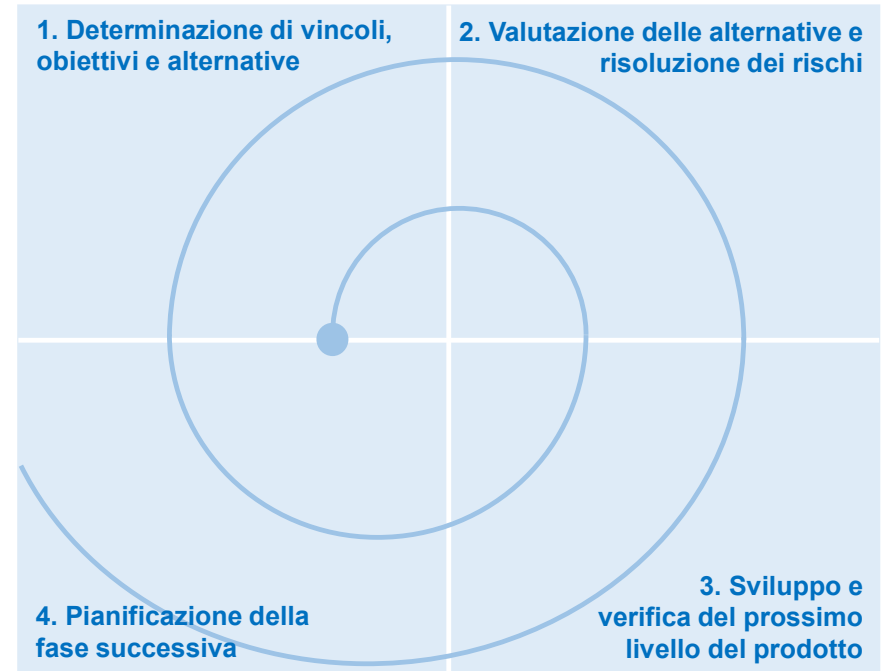 1. Determinazione di vincoli,
obiettivi e alternative
2. Valutazione delle alternative e
risoluzione dei rischi
3. Sviluppo e
verifica del prossimo
livello del prodotto
4. Pianificazione della
fase successiva